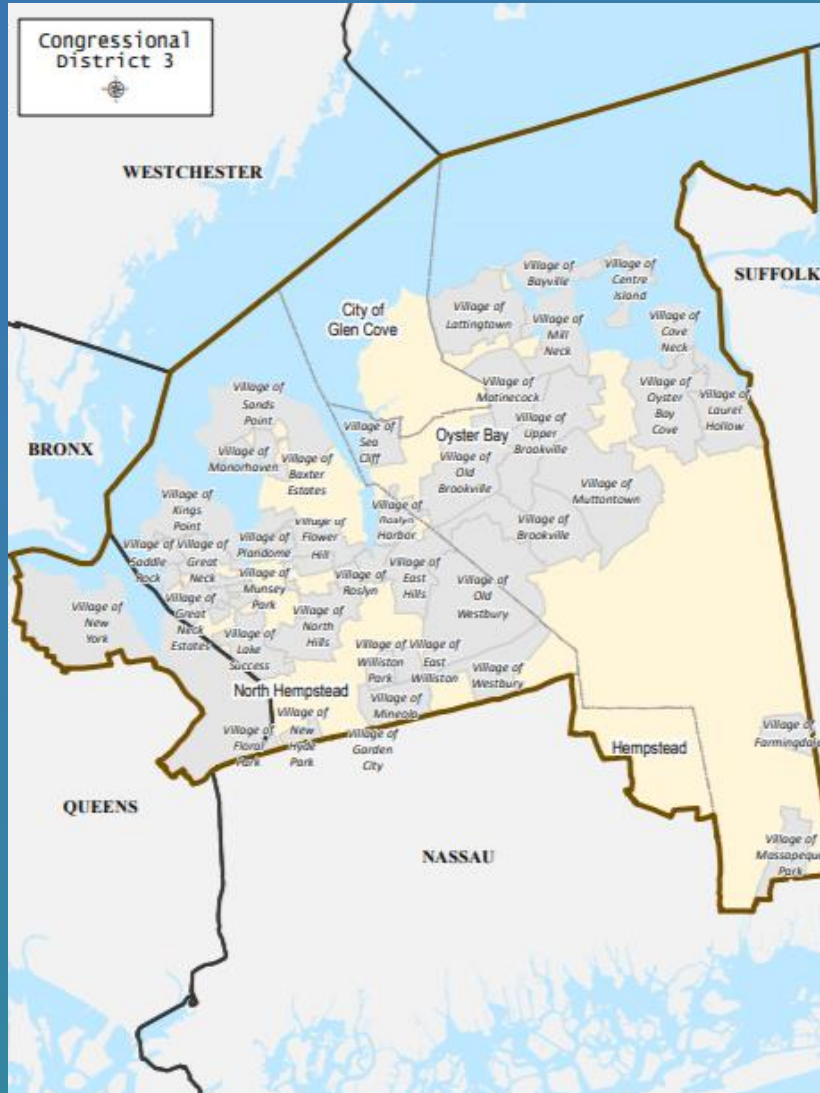 Congressional
District 3
WESTCHESTER
SUFFOLK
BRONX
QUEENS
NASSAU
City of
Glen Cove
Oyster Bay
North Hempstead
Hempstead
Village of
Bayville
Village of
Centre
Island
Village of
Lattingtown
Village of
Mill
Neck
Village of
Cove
Neck
Village of
Matinecock
Village of
Oyster
Bay
Cove
Village of
Laurel
Hollow
Village of
Sands
Point
Village of
Sea
Cliff
Village of
Upper
Brookville
Village of
Manorhaven
Village of
Baxter
Estates
Village of
Old
Brookville
Village of
Muttontown
Village of
Kings
Point
Village of
Roslyn
Harbor
Village of
Brookville
Village of
Flower
Hill
Village of
Plandome
Village of
Saddle
Rock
Village of
Great
Neck
Village of
Munsey
Park
Village of
Roslyn
Village of
East
Hills
Village of
Old
Westbury
Village of
New
York
Village of
Great
Neck
Estates
Village of
North
Hills
Village of
Lake
Success
Village of
Williston
Park
Village of
East
Williston
Village of
Westbury
Village of
Mineola
Village of
New
Hyde
Park
Village of
Floral
Park
Village of
Garden
City
Village of
Farmingdale
Village of
Massapequa
Park